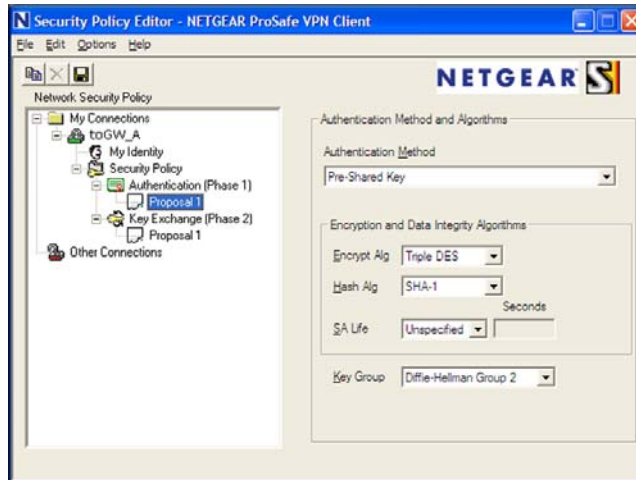 N Security Policy Editor - NETGEAR ProSafe VPN Client
File Edit Options Help
NETGEAR S
Network Security Policy
My Connections
toGW_A
My Identity
Security Policy
Authentication (Phase 1)
Proposal 1
Key Exchange (Phase 2)
Proposal 1
Other Connections
Authentication Method and Algorithms
Authentication Method
Pre-Shared Key
Encryption and Data Integrity Algorithms
Encrypt Alg Triple DES
Hash Alg SHA-1
Seconds
SA Life Unspecified
Key Group Diffie-Hellman Group 2